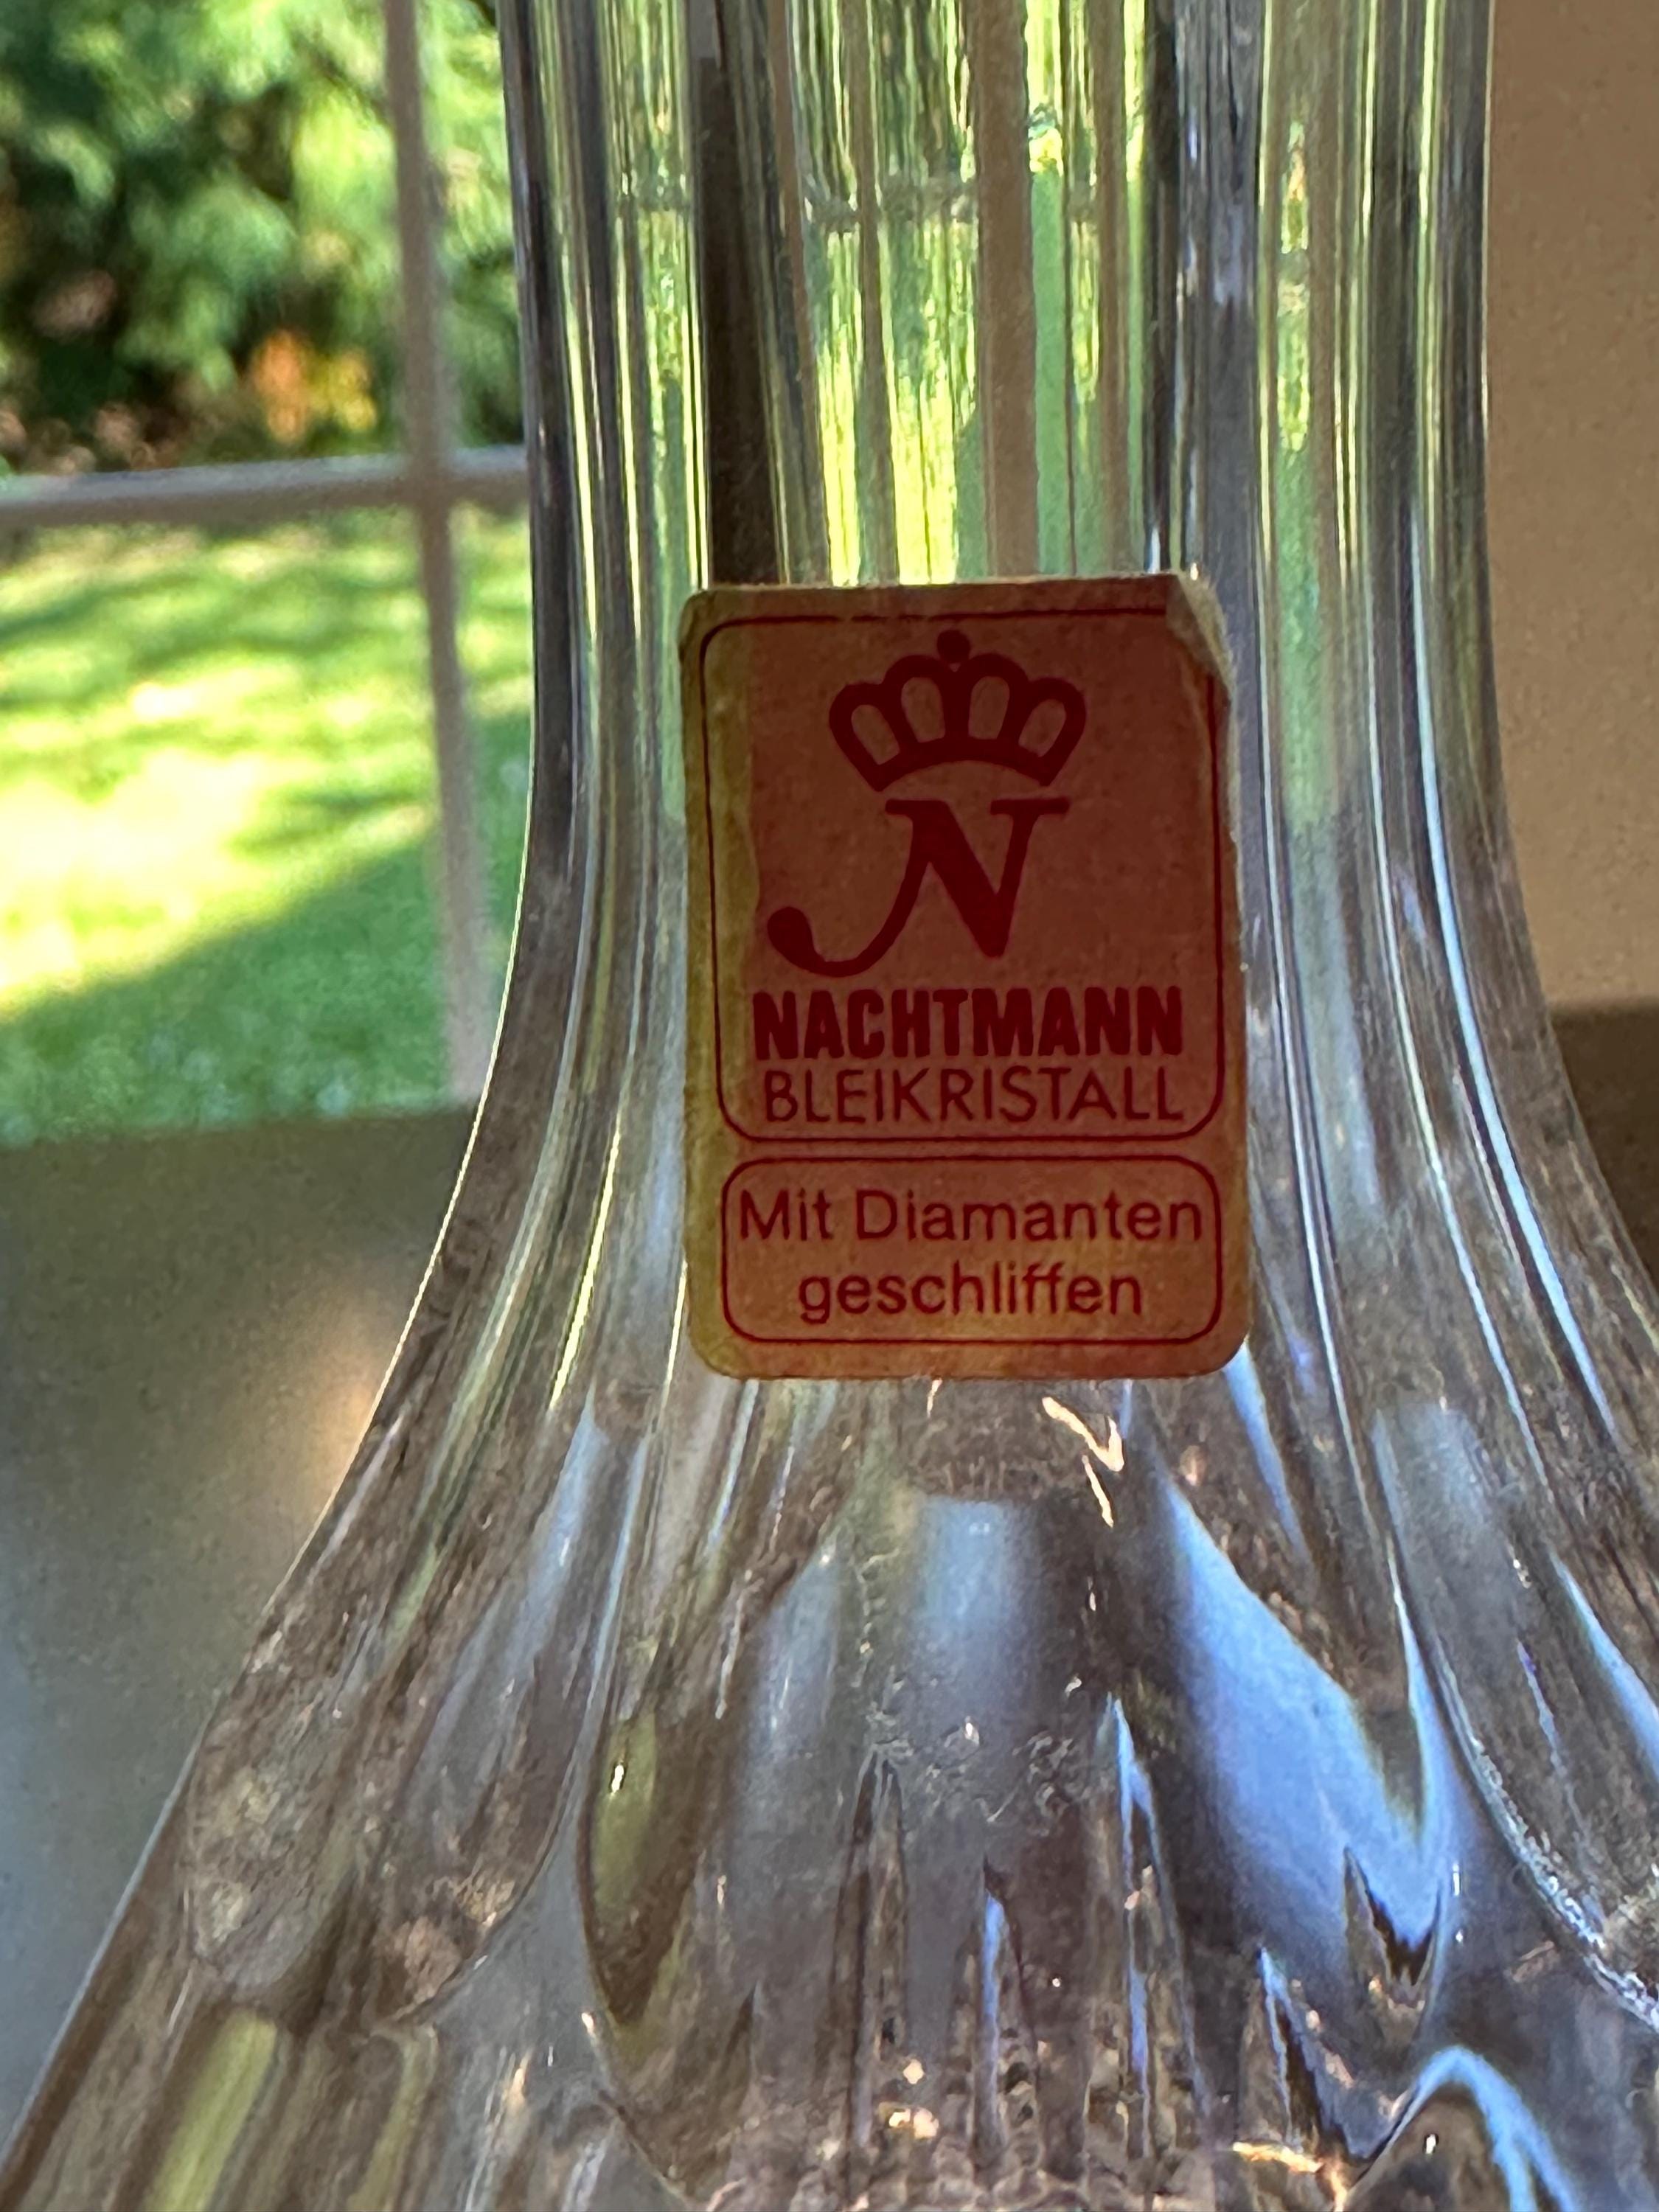 N
NACHTMANN
BLEIKRISTALL
Mit Diamanten
geschliffen